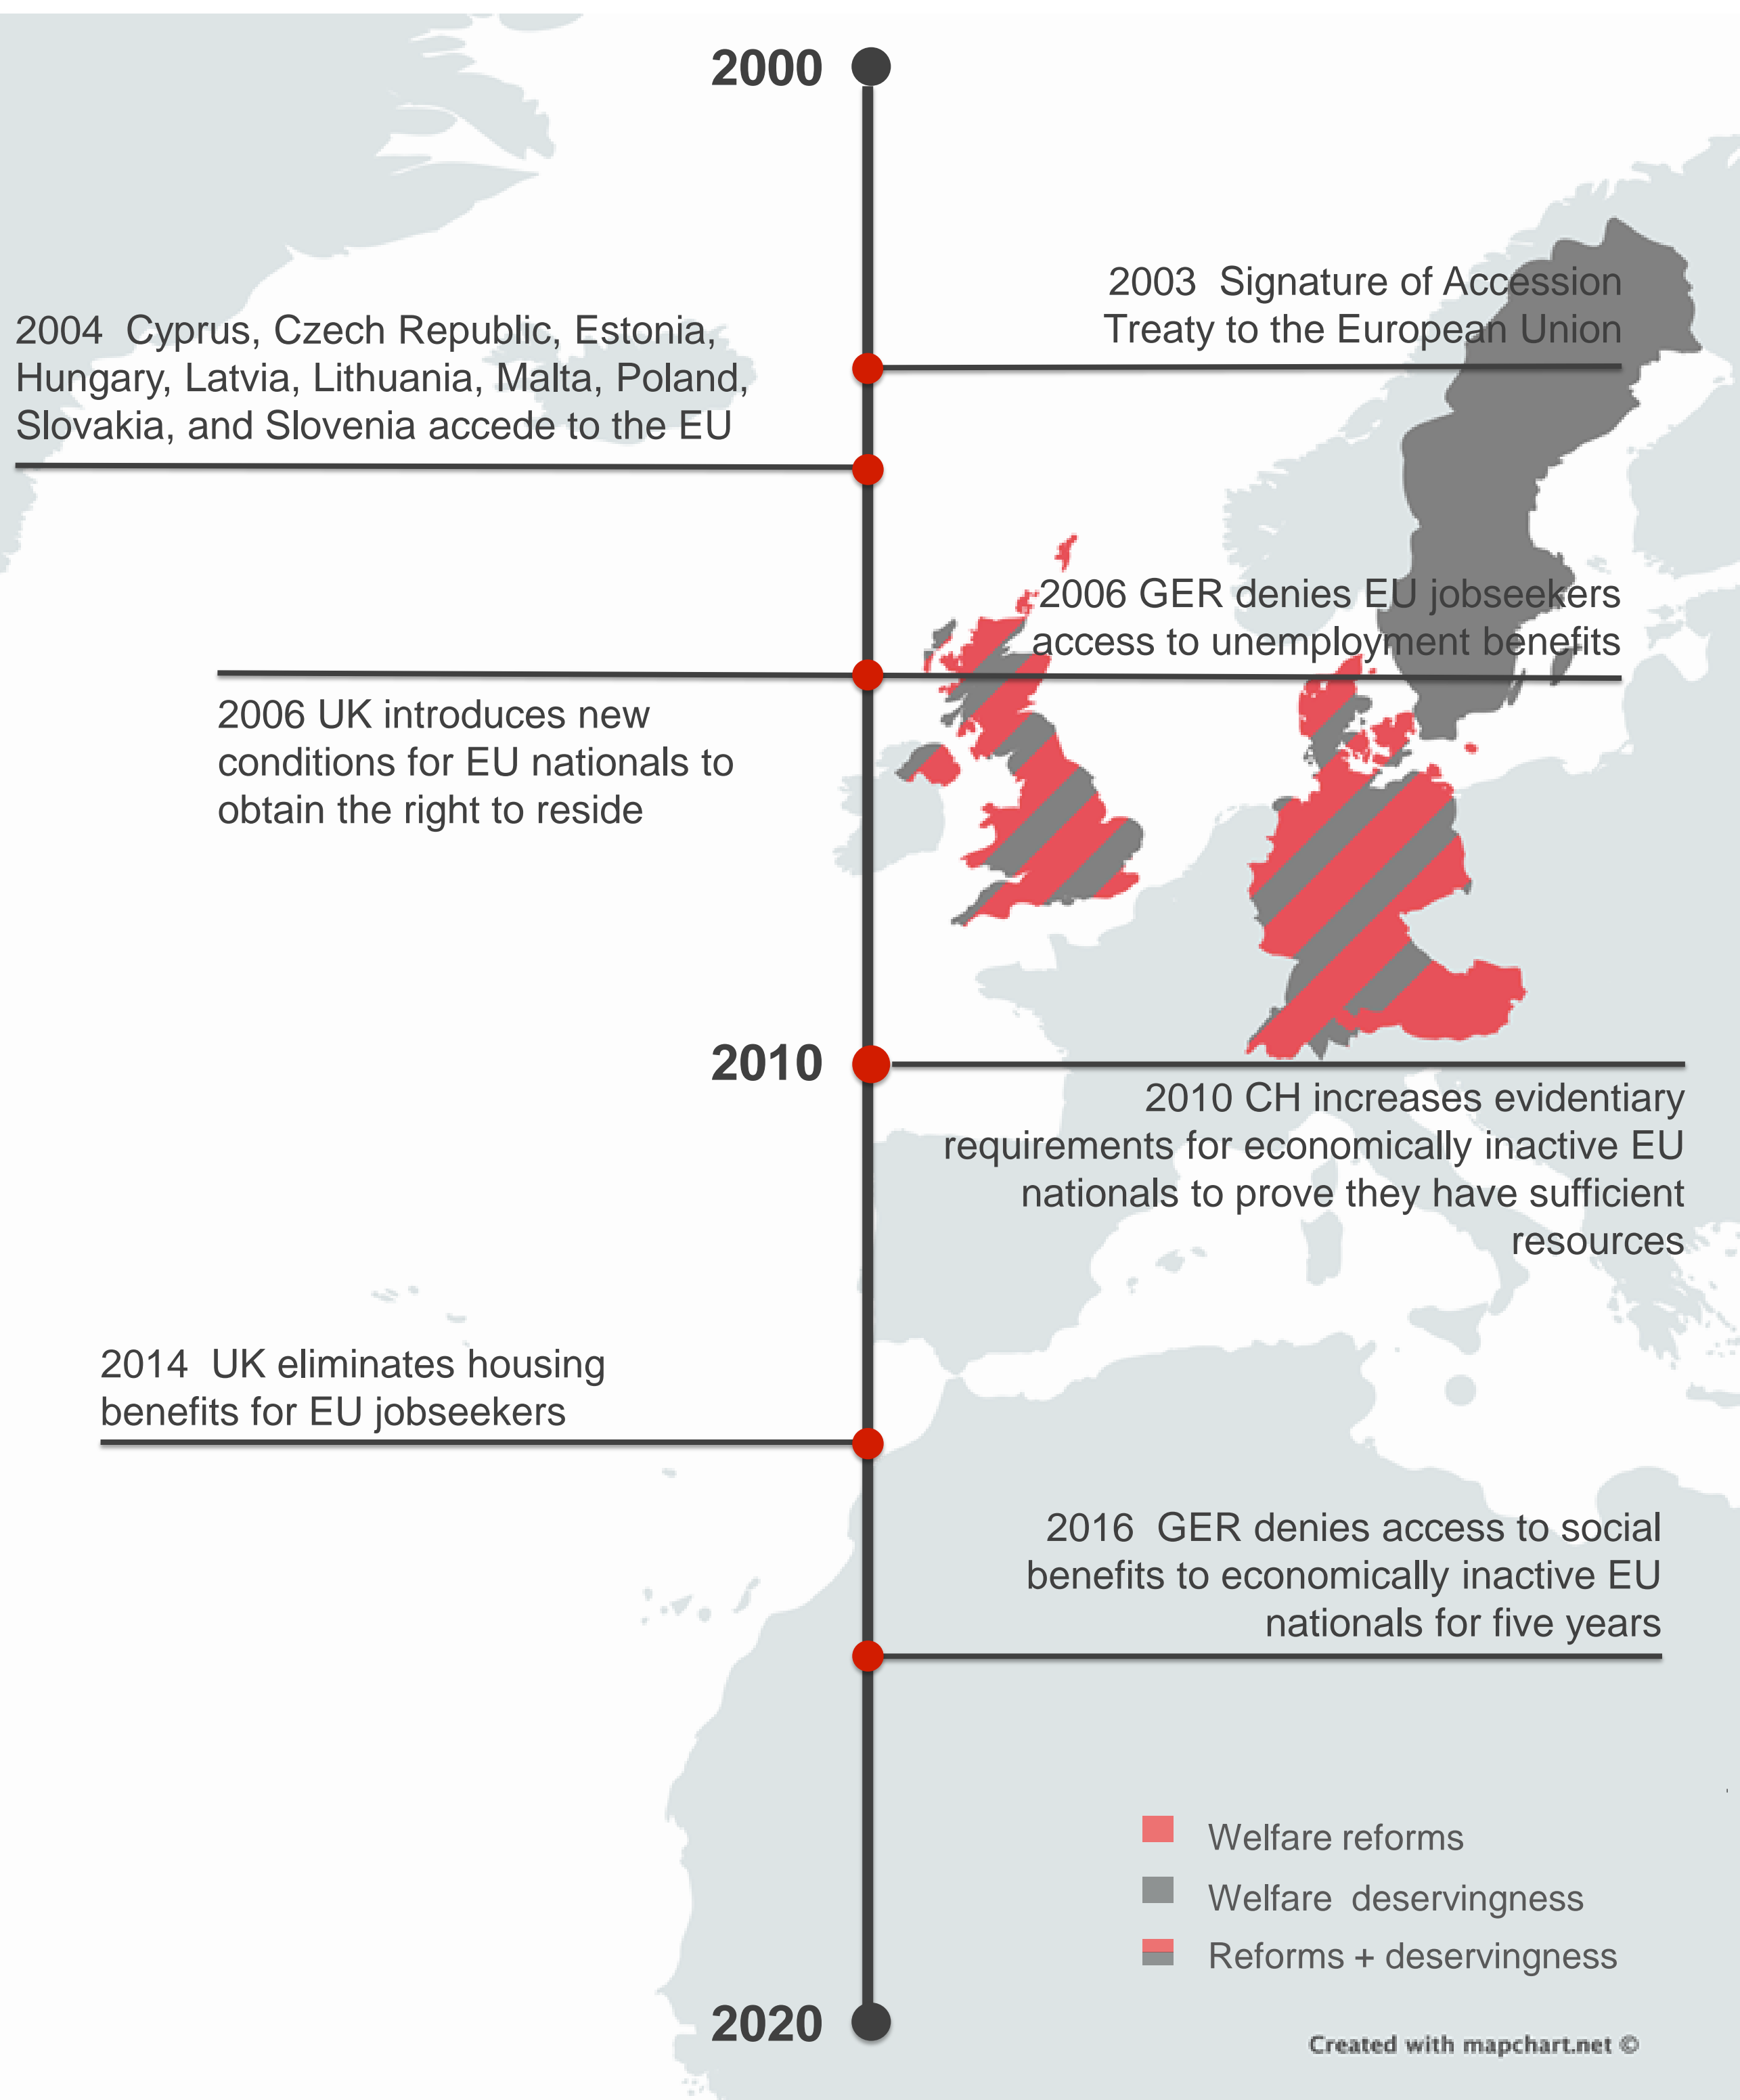 2000
2003 Signature of Accession
Treaty to the European Union
2004 Cyprus, Czech Republic, Estonia,
Hungary, Latvia, Lithuania, Malta, Poland,
Slovakia, and Slovenia accede to the EU
2006 GER denies EU jobseekers
access to unemployment benefits
2006 UK introduces new
conditions for EU nationals to
obtain the right to reside
2010
2010 CH increases evidentiary
requirements for economically inactive EU
nationals to prove they have sufficient
resources
2014 UK eliminates housing
benefits for EU jobseekers
2016 GER denies access to social
benefits to economically inactive EU
nationals for five years
Welfare reforms
Welfare deservingness
Reforms + deservingness
2020
Created with mapchart.net ©